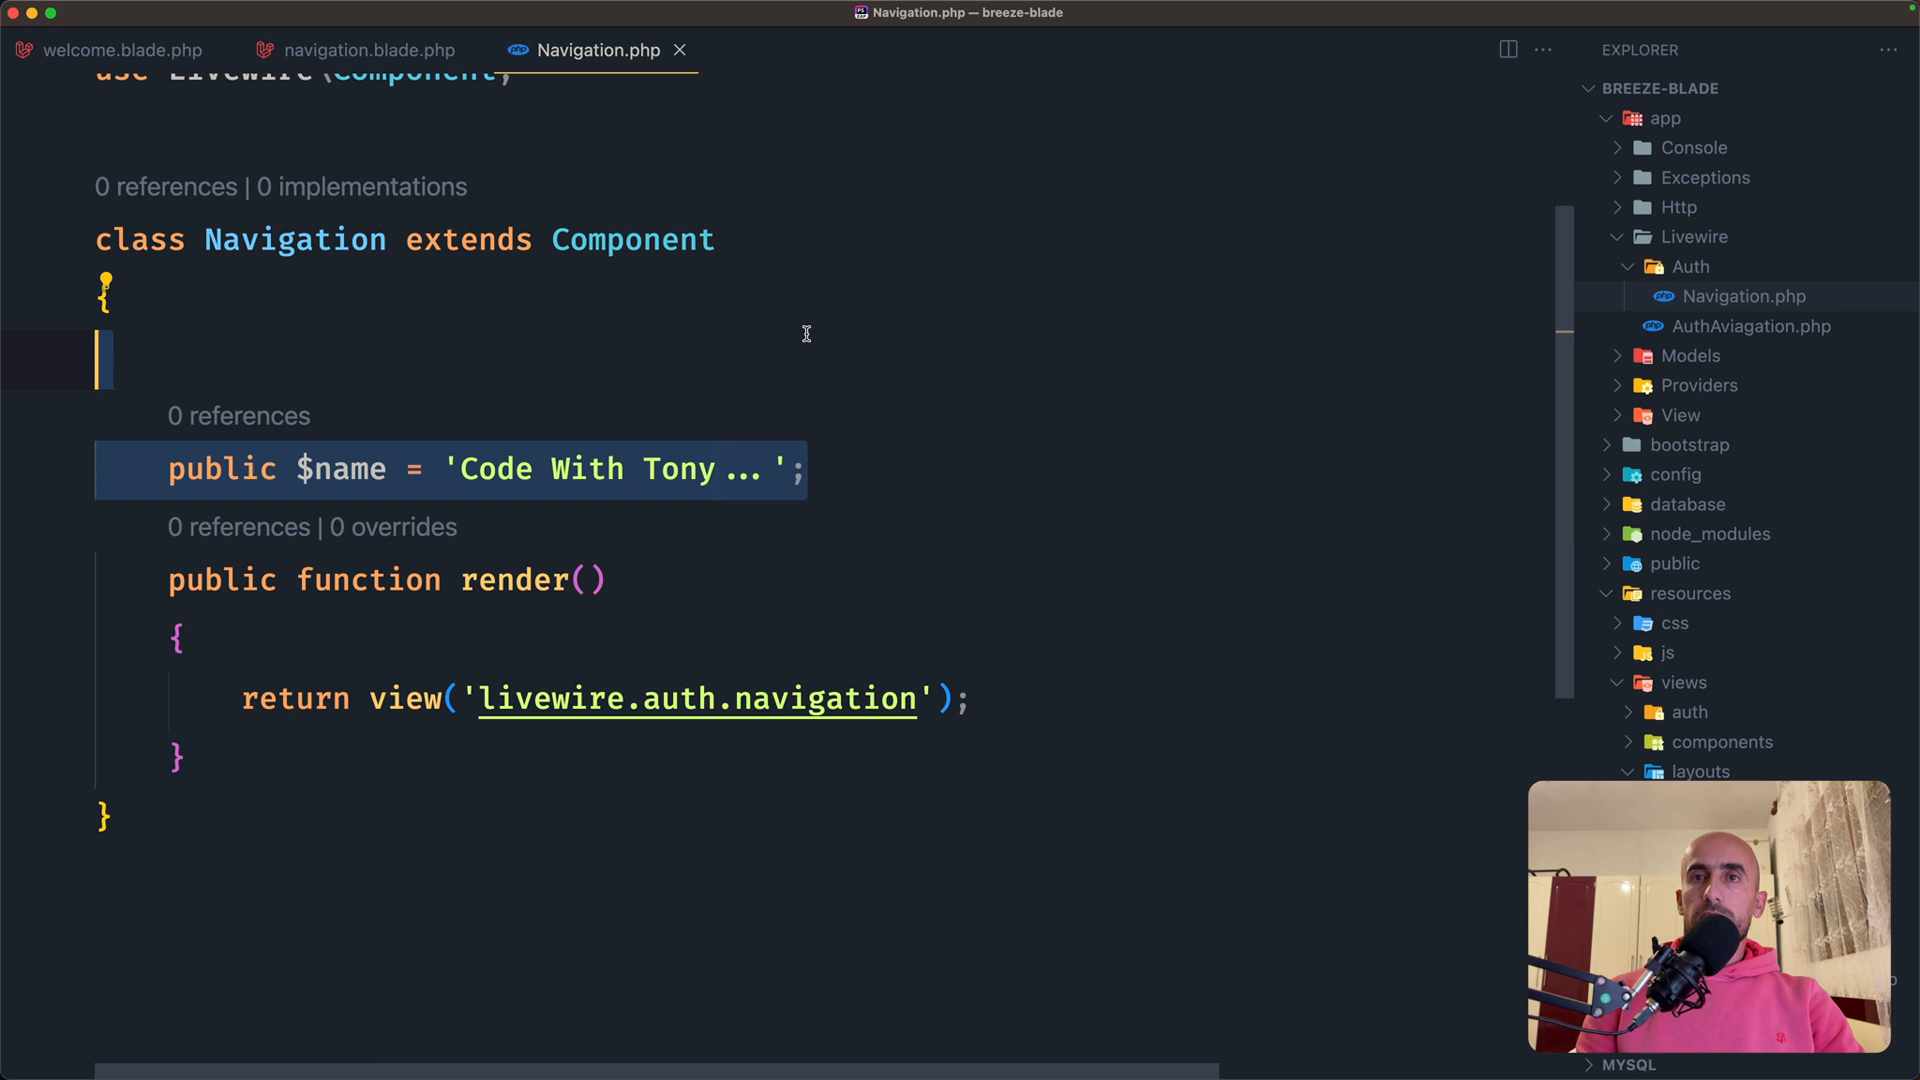 Navigation.php — breeze-blade
welcome.blade.php
navigation.blade.php
Navigation.php
use Livewire\Component;
0 references | 0 implementations
class Navigation extends Component
{
0 references
public $name = 'Code With Tony...';
0 references | 0 overrides
public function render()
{
return view('livewire.auth.navigation');
}
}
EXPLORER
BREEZE-BLADE
app
Console
Exceptions
Http
Livewire
Auth
Navigation.php
AuthAviagation.php
Models
Providers
View
bootstrap
config
database
node_modules
public
resources
css
js
views
auth
components
layouts
MYSQL